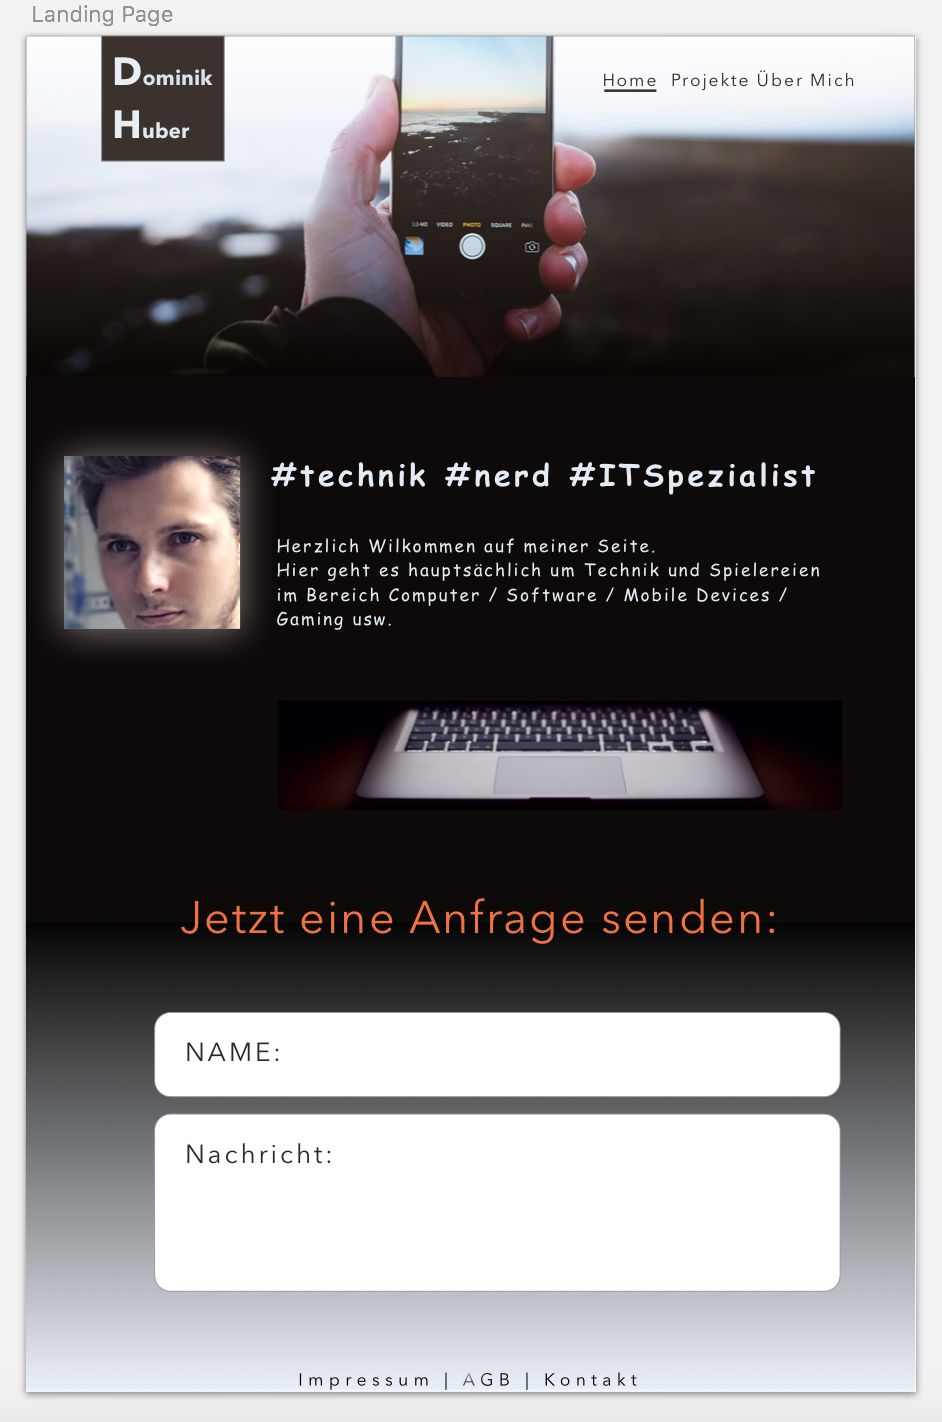 Landing Page
Dominik
Huber
Home Projekte Über Mich
SLO-MO VIDEO PHOTO SQUARE PANO
#technik #nerd #ITSpezialist
Herzlich Wilkommen auf meiner Seite.
Hier geht es hauptsächlich um Technik und Spielereien
im Bereich Computer / Software / Mobile Devices /
Gaming usw.
Jetzt eine Anfrage senden:
NAME:
Nachricht:
Impressum | AGB | Kontakt